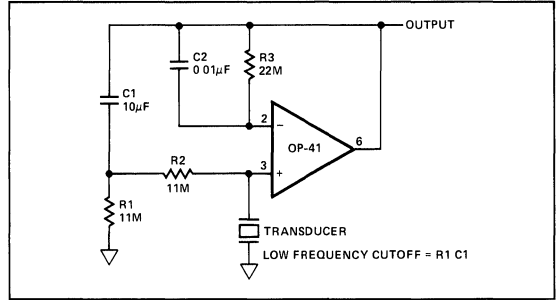 OUTPUT
C2
0 01µF
R3
22M
C1
10µF
2
−
OP-41
6
3
+
R2
11M
R1
11M
TRANSDUCER
LOW FREQUENCY CUTOFF = R1 C1